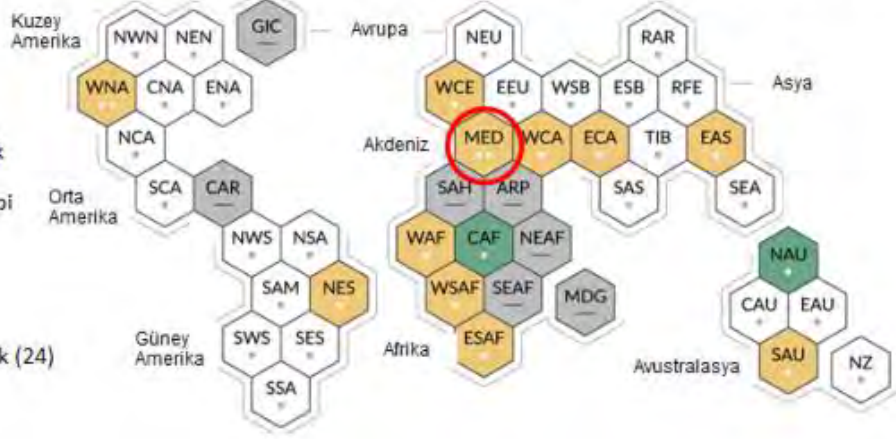 Kuzey
Amerika
NWN NEN GIC
Avrupa
NEU RAR
WNA CNA ENA
WCE EEU WSB ESB RFE
Asya
NCA
Akdeniz
MED WCA ECA TIB EAS
k
SCA CAR
SAH ARP SAS SEA
pi
Orta
Amerika
NWS NSA
WAF CAF NEAF
NAU
SAM NES
WSAF SEAF MDG
CAU EAU
k (24)
Güney
Amerika
SWS SES
Afrika
ESAF
Avustralasya
SAU NZ
SSA